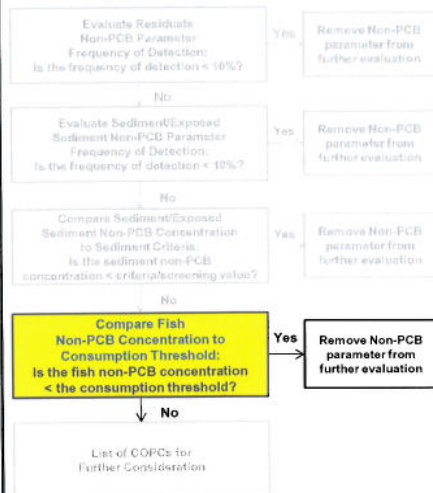 Evaluate Residuals
Non-PCB Parameter
Frequency of Detection:
Is the frequency of detection < 10%?
Yes
Remove Non-PCB
parameter from
further evaluation
No
Evaluate Sediment/Exposed
Sediment Non-PCB Parameter
Frequency of Detection:
Is the frequency of detection < 10%?
Yes
Remove Non-PCB
parameter from
further evaluation
No
Compare Sediment/Exposed
Sediment Non-PCB Concentration
to Sediment Criteria:
Is the sediment non-PCB
concentration < criteria/screening value?
Yes
Remove Non-PCB
parameter from
further evaluation
No
Compare Fish
Non-PCB Concentration to
Consumption Threshold:
Is the fish non-PCB concentration
< the consumption threshold?
Yes
Remove Non-PCB
parameter from
further evaluation
No
List of COPCs for
Further Consideration